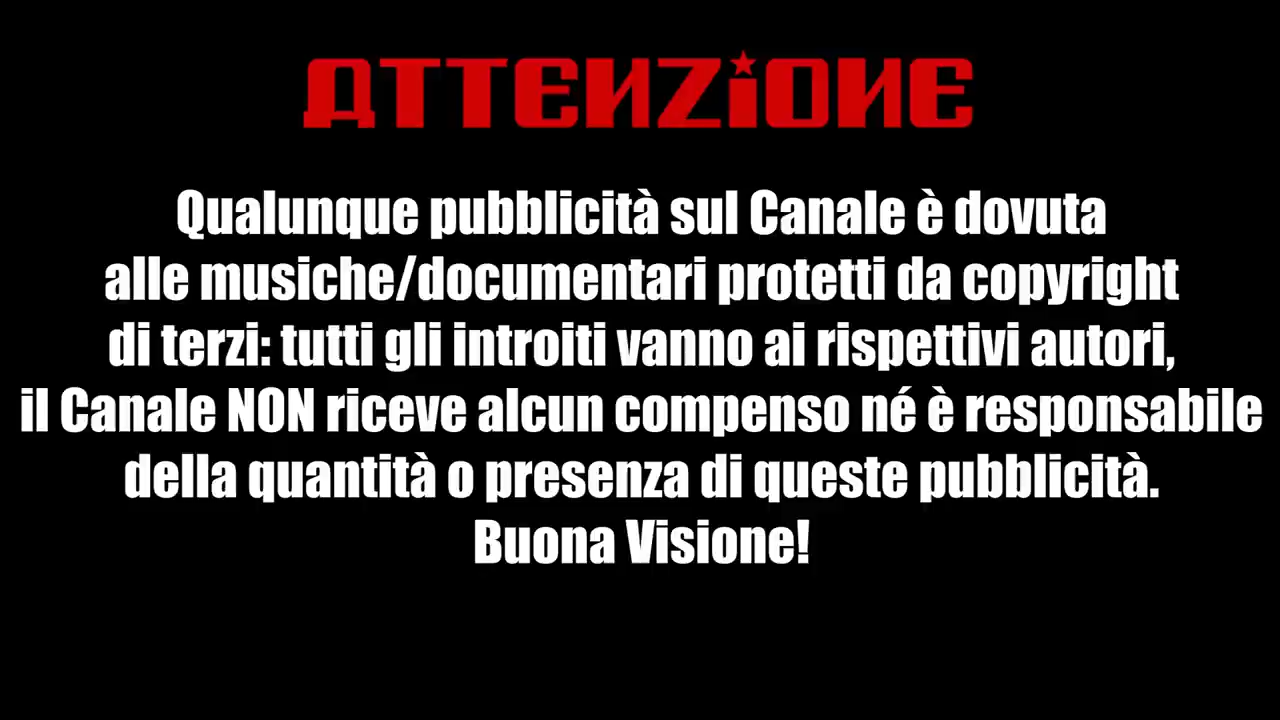 ATTENZiONE
Qualunque pubblicità sul Canale è dovuta
alle musiche/documentari protetti da copyright
di terzi: tutti gli introiti vanno ai rispettivi autori,
il Canale NON riceve alcun compenso né è responsabile
della quantità o presenza di queste pubblicità.
Buona Visione!